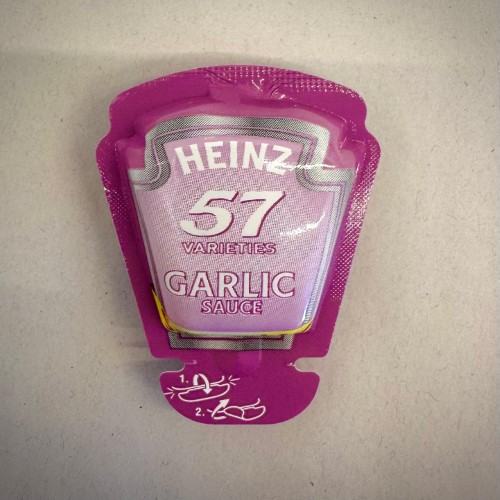 HEINZ
57
VARIETIES
GARLIC
SAUCE
1.
2.